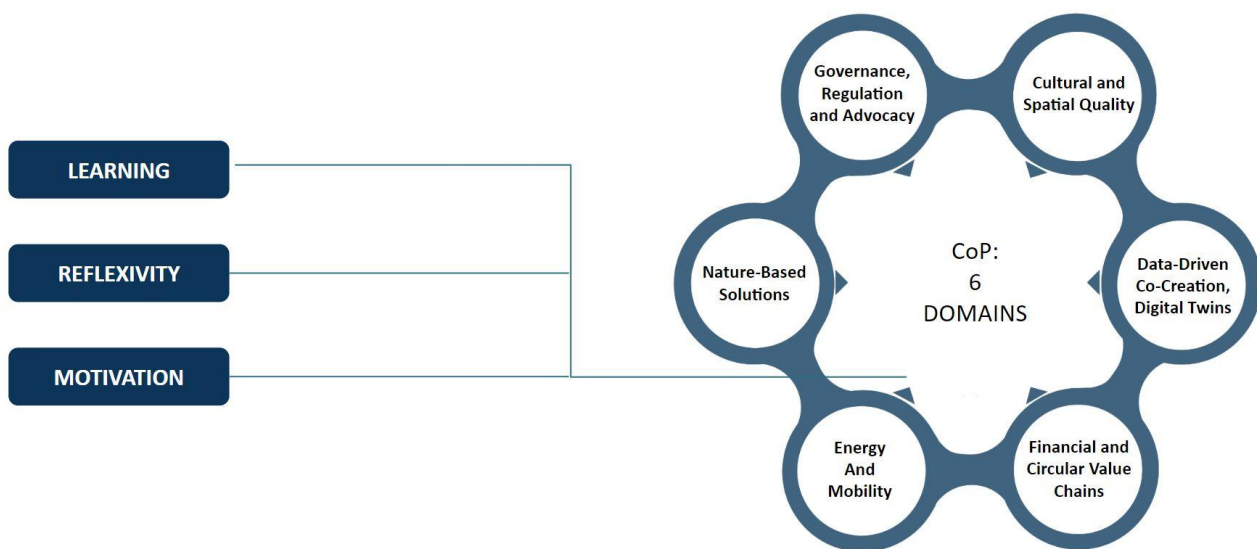 LEARNING
REFLEXIVITY
MOTIVATION
Governance,
Regulation
and Advocacy
Cultural and
Spatial Quality
Nature-Based
Solutions
CoP:
6
DOMAINS
Data-Driven
Co-Creation,
Digital Twins
Energy
And
Mobility
Financial and
Circular Value
Chains